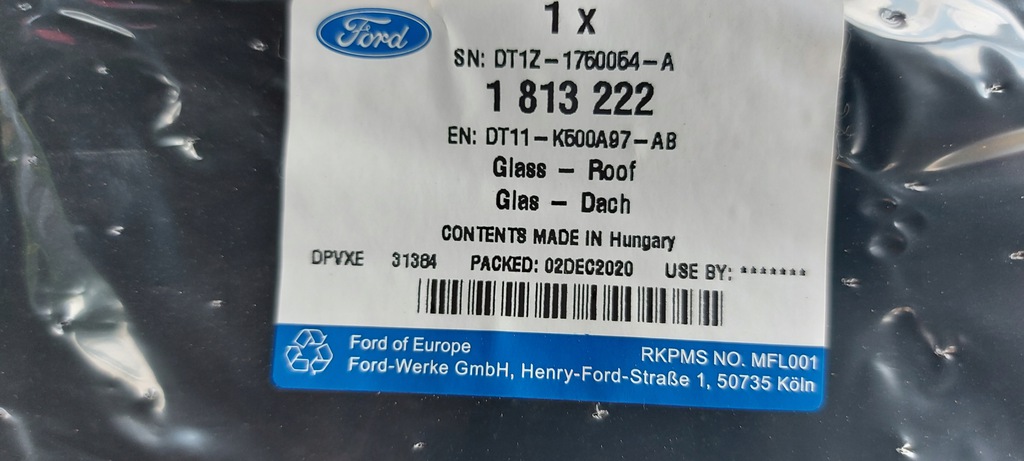 Ford
1 x
SN: DT1Z-1750054-A
1 813 222
EN: DT11-K500A97-AB
Glass - Roof
Glas - Dach
CONTENTS MADE IN Hungary
DPVXE 31384 PACKED: 02DEC2020 USE BY: *******
Ford of Europe
RKPMS NO. MFL001
Ford-Werke GmbH, Henry-Ford-Straße 1, 50735 Köln